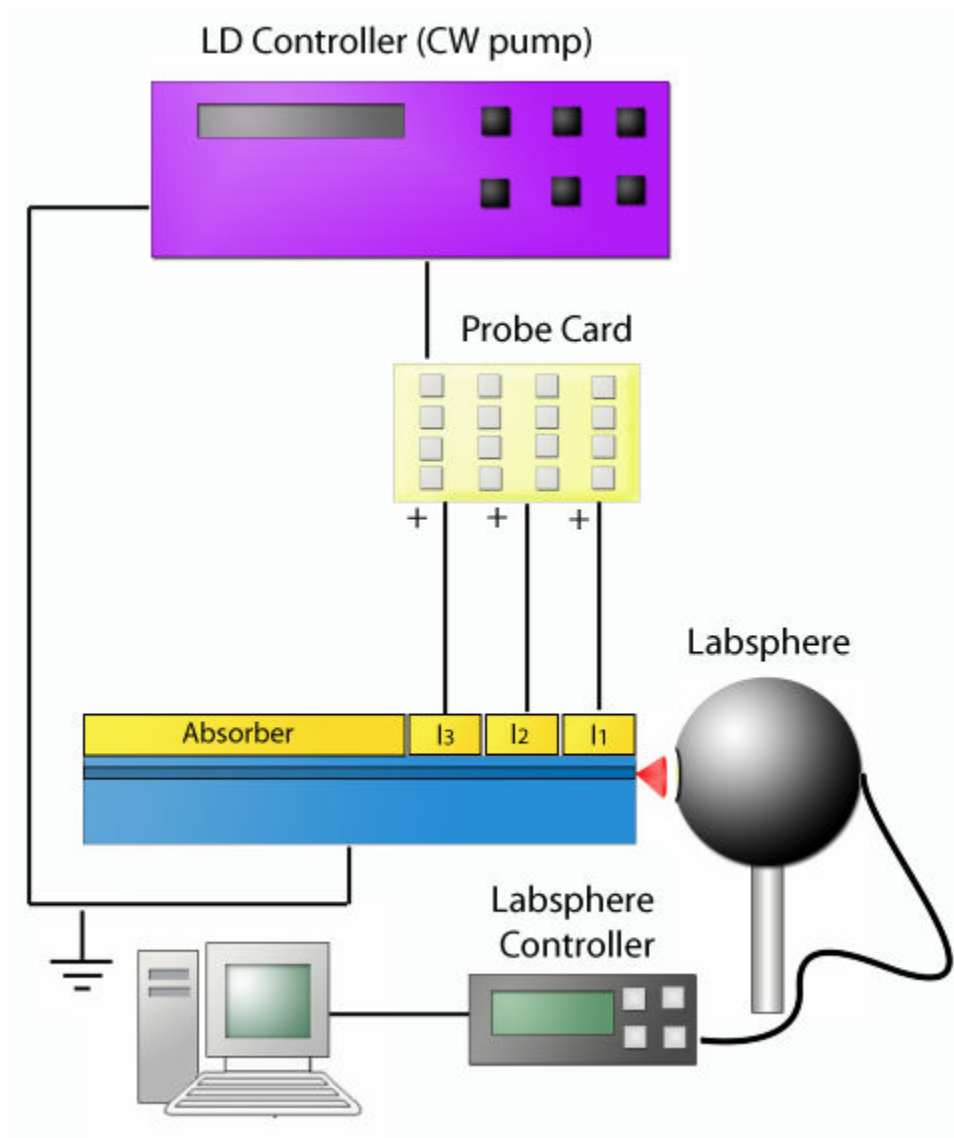 LD Controller (CW pump)
Probe Card
+ + +
Labsphere
Absorber I3 I2 I1
Labsphere
Controller